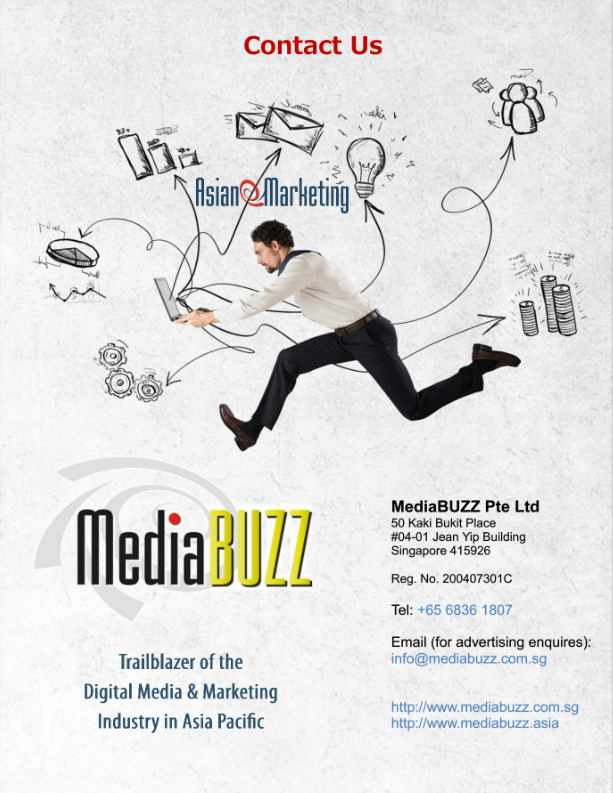 Contact Us
Asian e Marketing
MediaBUZZ
Trailblazer of the
Digital Media & Marketing
Industry in Asia Pacific
MediaBUZZ Pte Ltd
50 Kaki Bukit Place
#04-01 Jean Yip Building
Singapore 415926
Reg. No. 200407301C
Tel: +65 6836 1807
Email (for advertising enquires):
info@mediabuzz.com.sg
http://www.mediabuzz.com.sg
http://www.mediabuzz.asia